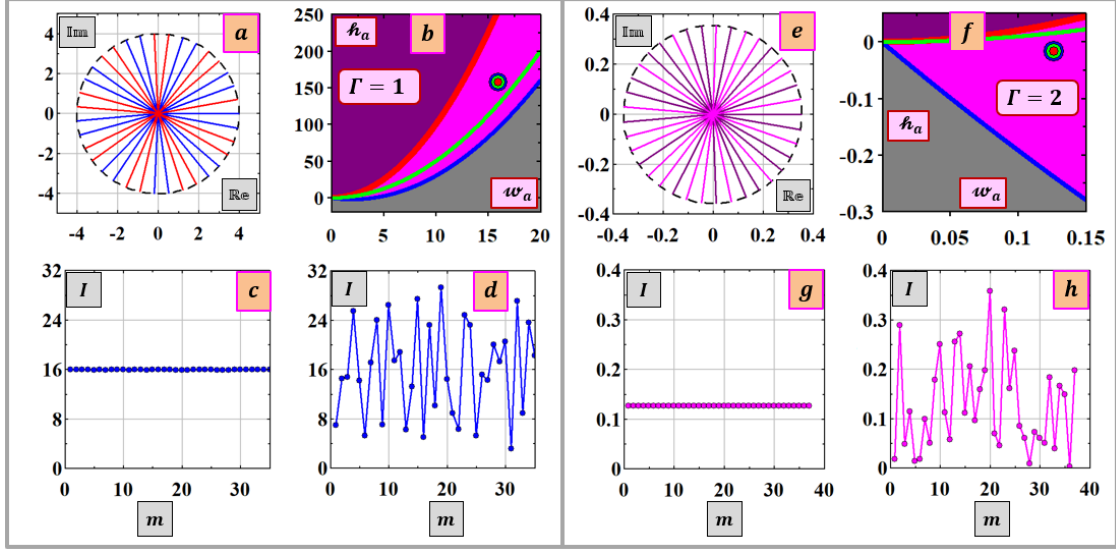 𝕀m
a
4
2
0
-2
-4
ℝe
-4 -2 0 2 4
250
200
150
100
50
0
𝒽ₐ
b
Γ = 1
𝓌ₐ
0 5 10 15 20
𝕀m
e
0.4
0.2
0
-0.2
-0.4
ℝe
-0.4 -0.2 0 0.2 0.4
f
0
-0.1
-0.2
-0.3
Γ = 2
𝒽ₐ
𝓌ₐ
0 0.05 0.1 0.15
32
24
16
8
0
I
c
0 10 20 30
m
32
24
16
8
0
I
d
0 10 20 30
m
0.4
0.3
0.2
0.1
0
I
g
0 10 20 30 40
m
0.4
0.3
0.2
0.1
0
I
h
0 10 20 30 40
m